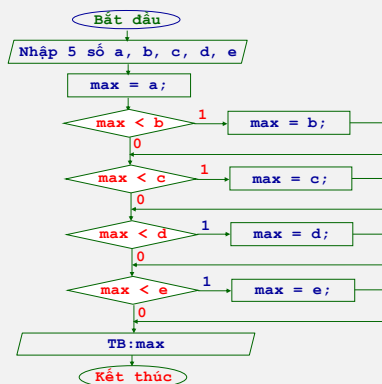 Bắt đầu
Nhập 5 số a, b, c, d, e
max = a;
max < b
1
max = b;
0
max < c
1
max = c;
0
max < d
1
max = d;
0
max < e
1
max = e;
0
TB:max
Kết thúc